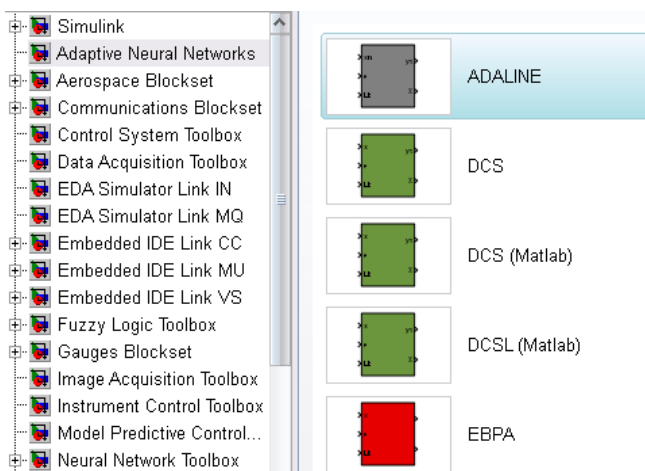 Simulink
Adaptive Neural Networks
Aerospace Blockset
Communications Blockset
Control System Toolbox
Data Acquisition Toolbox
EDA Simulator Link IN
EDA Simulator Link MQ
Embedded IDE Link CC
Embedded IDE Link MU
Embedded IDE Link VS
Fuzzy Logic Toolbox
Gauges Blockset
Image Acquisition Toolbox
Instrument Control Toolbox
Model Predictive Control...
Neural Network Toolbox
ADALINE
DCS
DCS (Matlab)
DCSL (Matlab)
EBPA